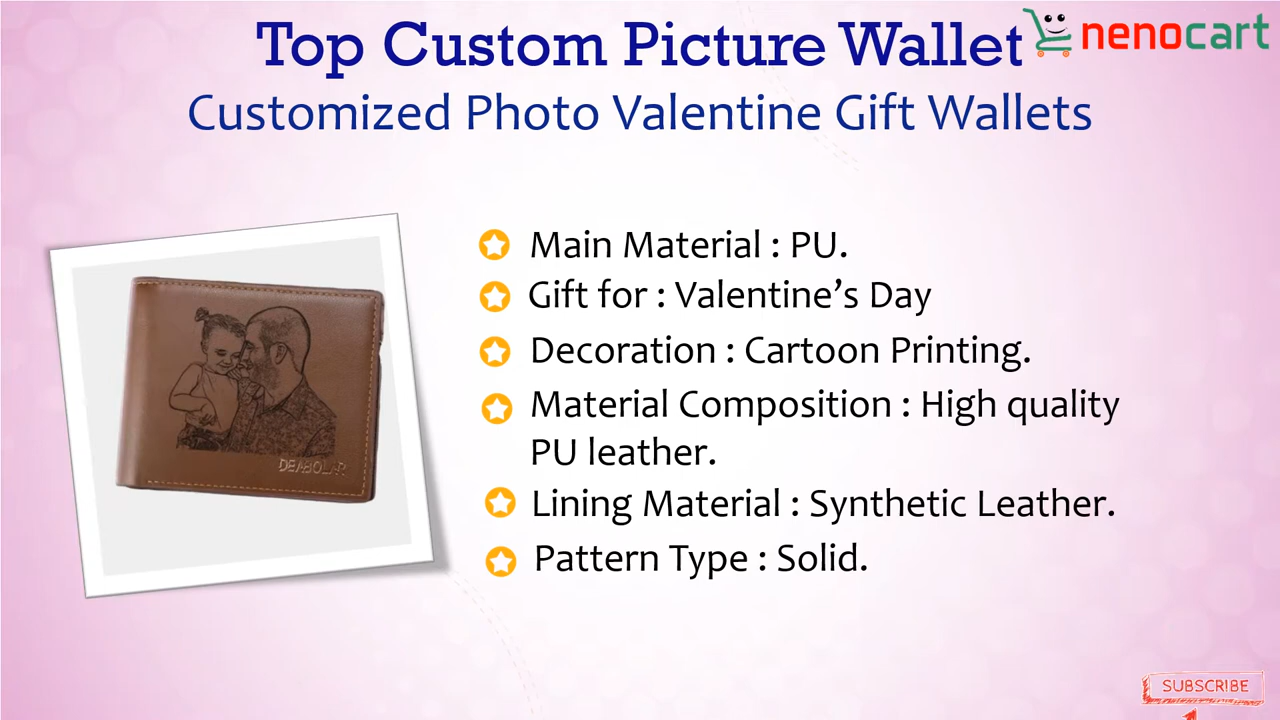 Top Custom Picture Wallet
nenocart
Customized Photo Valentine Gift Wallets
Main Material : PU.
Gift for : Valentine’s Day
Decoration : Cartoon Printing.
Material Composition : High quality
PU leather.
Lining Material : Synthetic Leather.
Pattern Type : Solid.
DEABOLAR
SUBSCRIBE